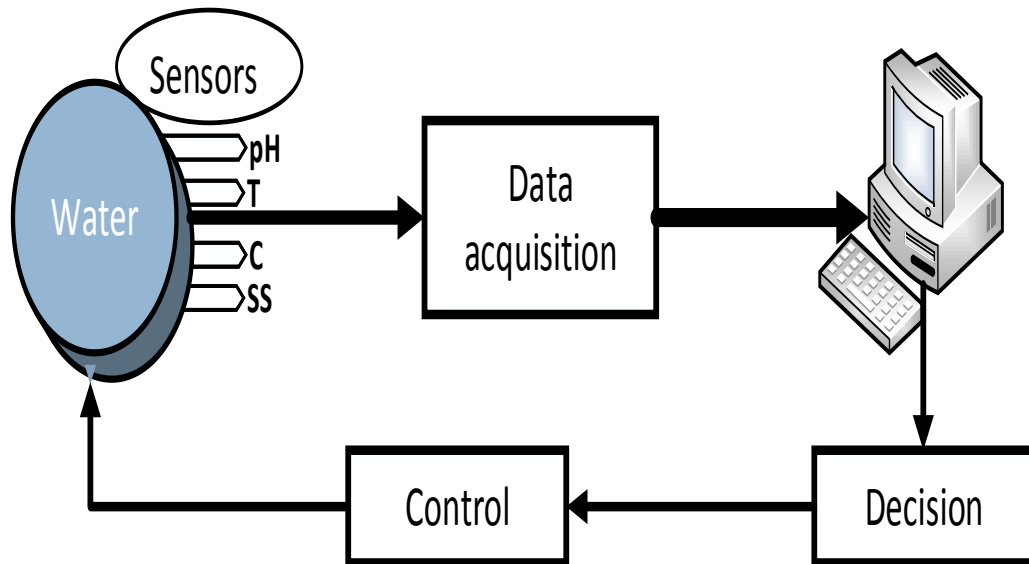 Sensors
pH
T
Water
C
SS
Data
acquisition
Control
Decision